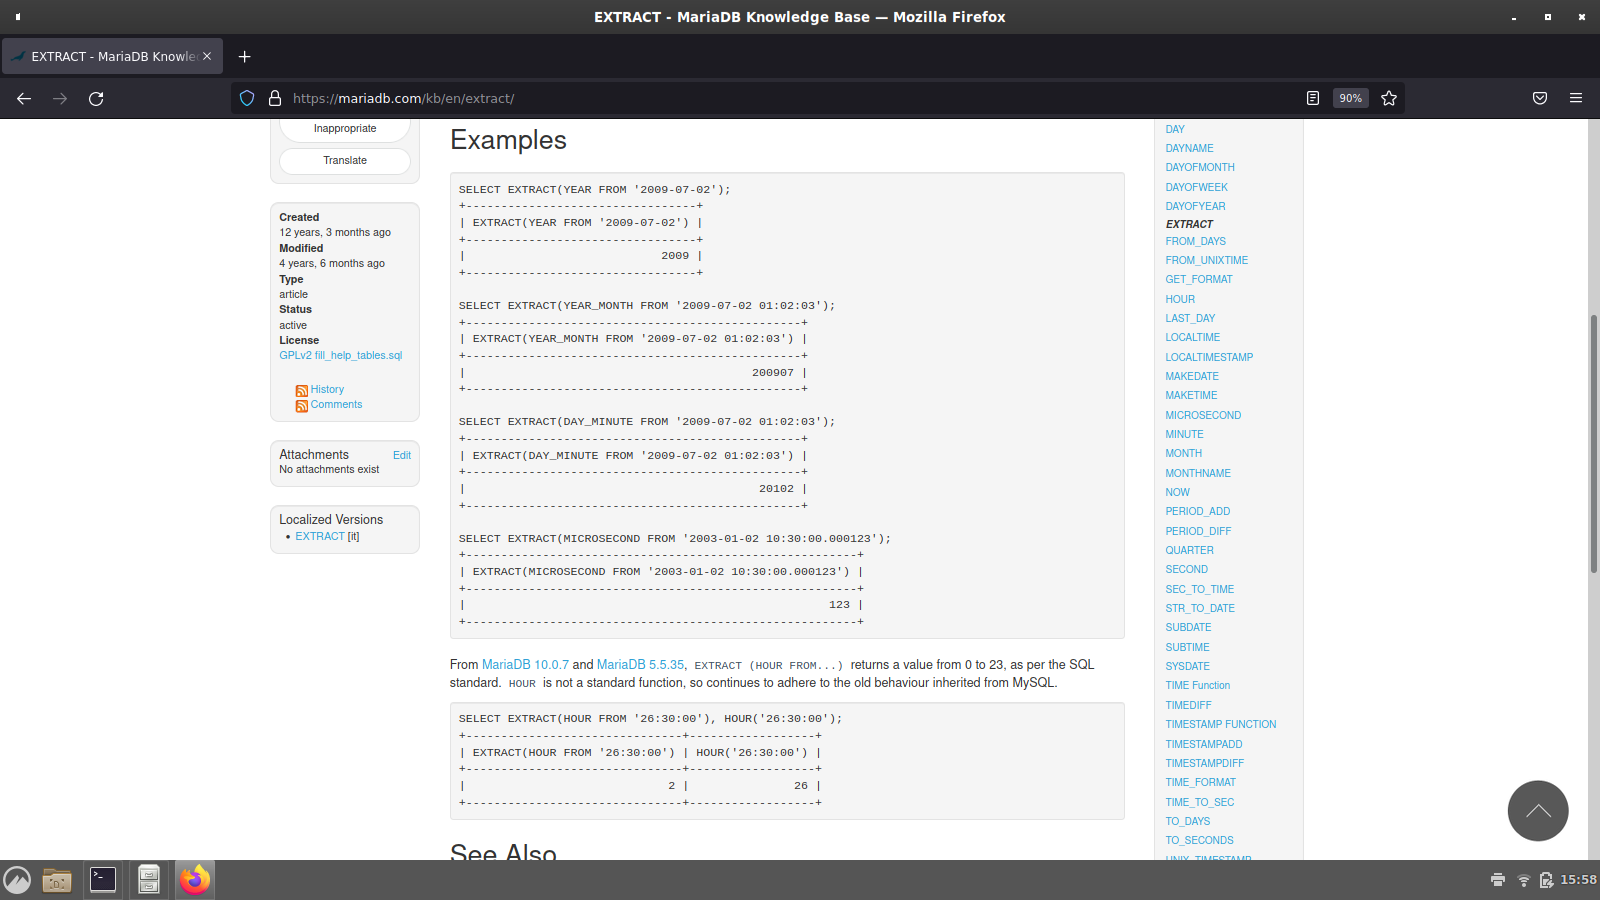 EXTRACT - MariaDB Knowledge Base — Mozilla Firefox
EXTRACT - MariaDB Knowle
https://mariadb.com/kb/en/extract/
90%
Inappropriate
Translate
Created
12 years, 3 months ago
Modified
4 years, 6 months ago
Type
article
Status
active
License
GPLv2 fill_help_tables.sql
History
Comments
Attachments Edit
No attachments exist
Localized Versions
• EXTRACT [it]
Examples
SELECT EXTRACT(YEAR FROM '2009-07-02');
+---------------------------------+
| EXTRACT(YEAR FROM '2009-07-02') |
+---------------------------------+
|                            2009 |
+---------------------------------+
SELECT EXTRACT(YEAR_MONTH FROM '2009-07-02 01:02:03');
+------------------------------------------------+
| EXTRACT(YEAR_MONTH FROM '2009-07-02 01:02:03') |
+------------------------------------------------+
|                                         200907 |
+------------------------------------------------+
SELECT EXTRACT(DAY_MINUTE FROM '2009-07-02 01:02:03');
+------------------------------------------------+
| EXTRACT(DAY_MINUTE FROM '2009-07-02 01:02:03') |
+------------------------------------------------+
|                                          20102 |
+------------------------------------------------+
SELECT EXTRACT(MICROSECOND FROM '2003-01-02 10:30:00.000123');
+--------------------------------------------------------+
| EXTRACT(MICROSECOND FROM '2003-01-02 10:30:00.000123') |
+--------------------------------------------------------+
|                                                    123 |
+--------------------------------------------------------+
From MariaDB 10.0.7 and MariaDB 5.5.35, EXTRACT (HOUR FROM...) returns a value from 0 to 23, as per the SQL
standard. HOUR is not a standard function, so continues to adhere to the old behaviour inherited from MySQL.
SELECT EXTRACT(HOUR FROM '26:30:00'), HOUR('26:30:00');
+-------------------------------+------------------+
| EXTRACT(HOUR FROM '26:30:00') | HOUR('26:30:00') |
+-------------------------------+------------------+
|                             2 |               26 |
+-------------------------------+------------------+
See Also
DAY
DAYNAME
DAYOFMONTH
DAYOFWEEK
DAYOFYEAR
EXTRACT
FROM_DAYS
FROM_UNIXTIME
GET_FORMAT
HOUR
LAST_DAY
LOCALTIME
LOCALTIMESTAMP
MAKEDATE
MAKETIME
MICROSECOND
MINUTE
MONTH
MONTHNAME
NOW
PERIOD_ADD
PERIOD_DIFF
QUARTER
SECOND
SEC_TO_TIME
STR_TO_DATE
SUBDATE
SUBTIME
SYSDATE
TIME Function
TIMEDIFF
TIMESTAMP FUNCTION
TIMESTAMPADD
TIMESTAMPDIFF
TIME_FORMAT
TIME_TO_SEC
TO_DAYS
TO_SECONDS
UNIX_TIMESTAMP
15:58